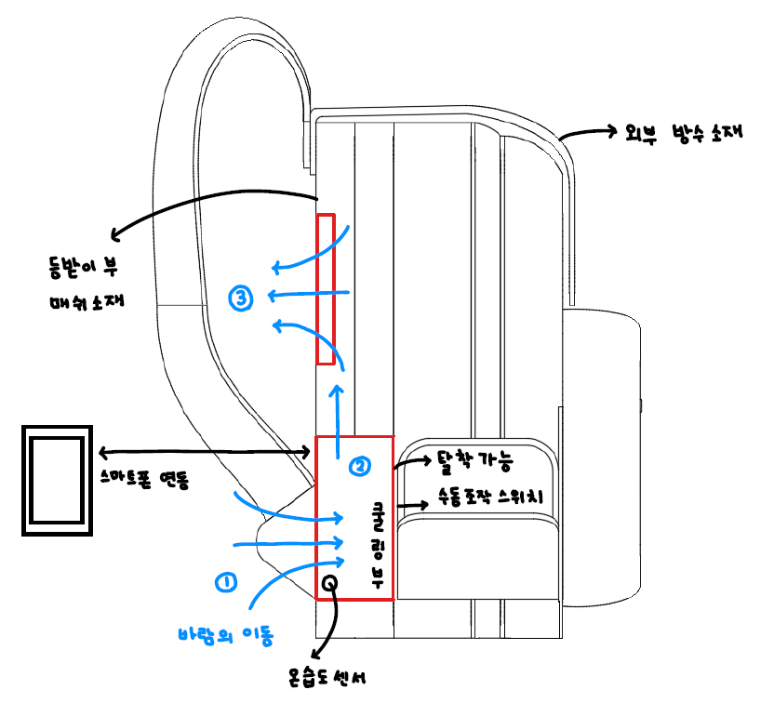 외부 방수 소재
등받이 부
매쉬 소재
③
스마트폰 연동
②
탈착 가능
수동조작 스위치
쿨링부
①
바람의 이동
온습도 센서